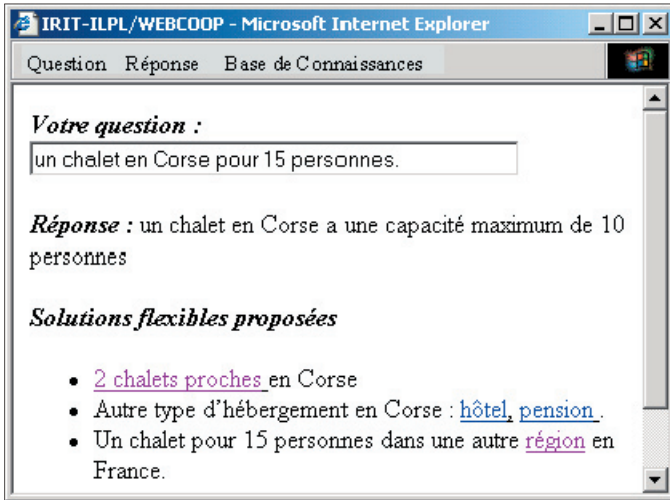 IRIT-ILPL/WEBCOOP - Microsoft Internet Explorer
Question Réponse Base de Connaissances
Votre question :
un chalet en Corse pour 15 personnes.
Réponse : un chalet en Corse a une capacité maximum de 10
personnes
Solutions flexibles proposées
• 2 chalets proches en Corse
• Autre type d'hébergement en Corse : hôtel, pension .
• Un chalet pour 15 personnes dans une autre région en
France.